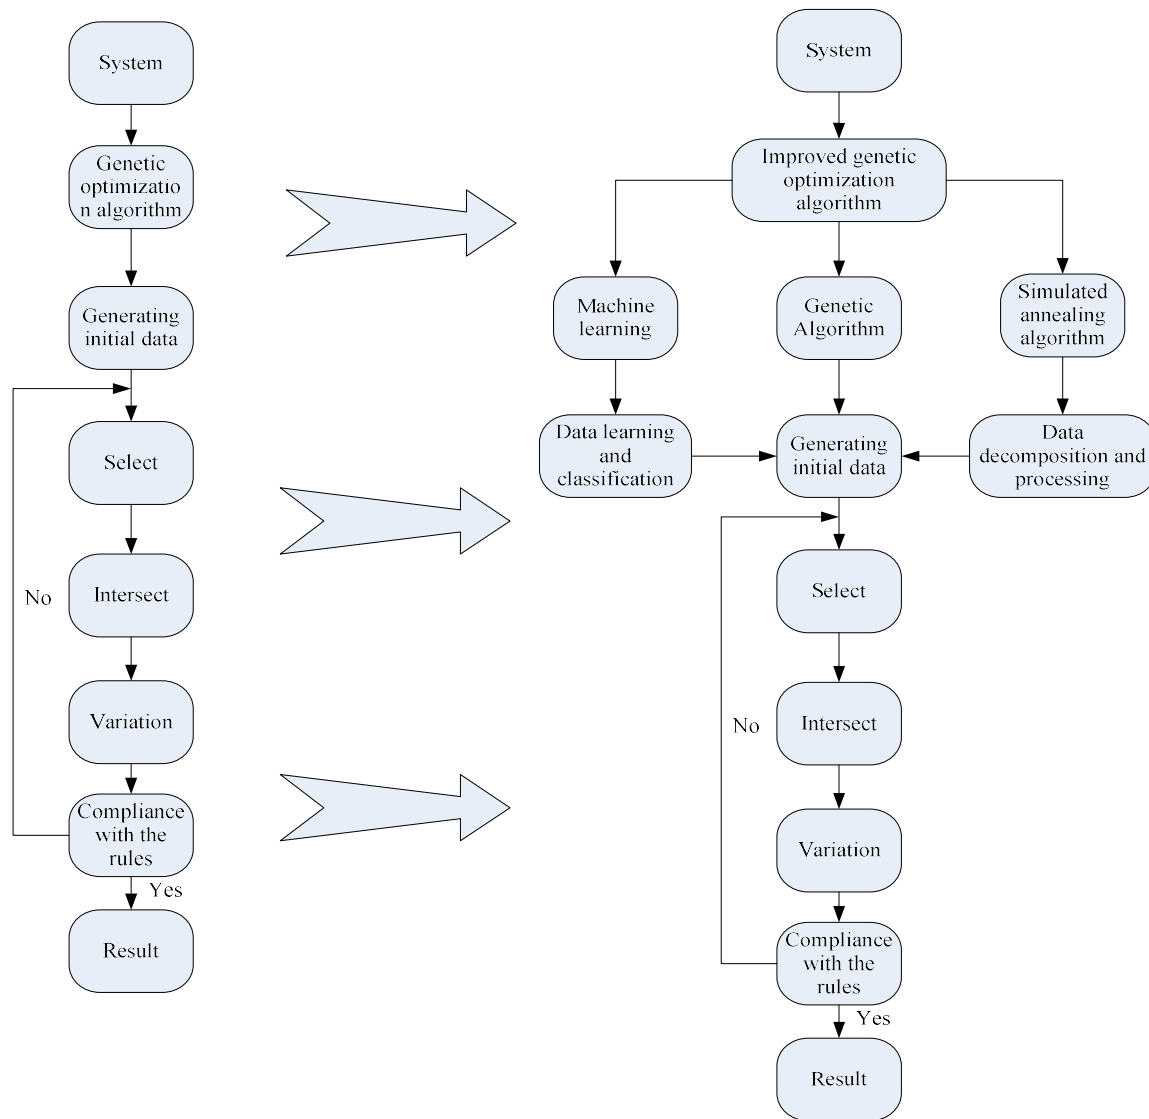 System
Genetic
optimizatio
n algorithm
Generating
initial data
Select
Intersect
No
Variation
Compliance
with the
rules
Yes
Result
System
Improved genetic
optimization
algorithm
Machine
learning
Genetic
Algorithm
Simulated
annealing
algorithm
Data learning
and
classification
Generating
initial data
Data
decomposition and
processing
Select
Intersect
No
Variation
Compliance
with the
rules
Yes
Result